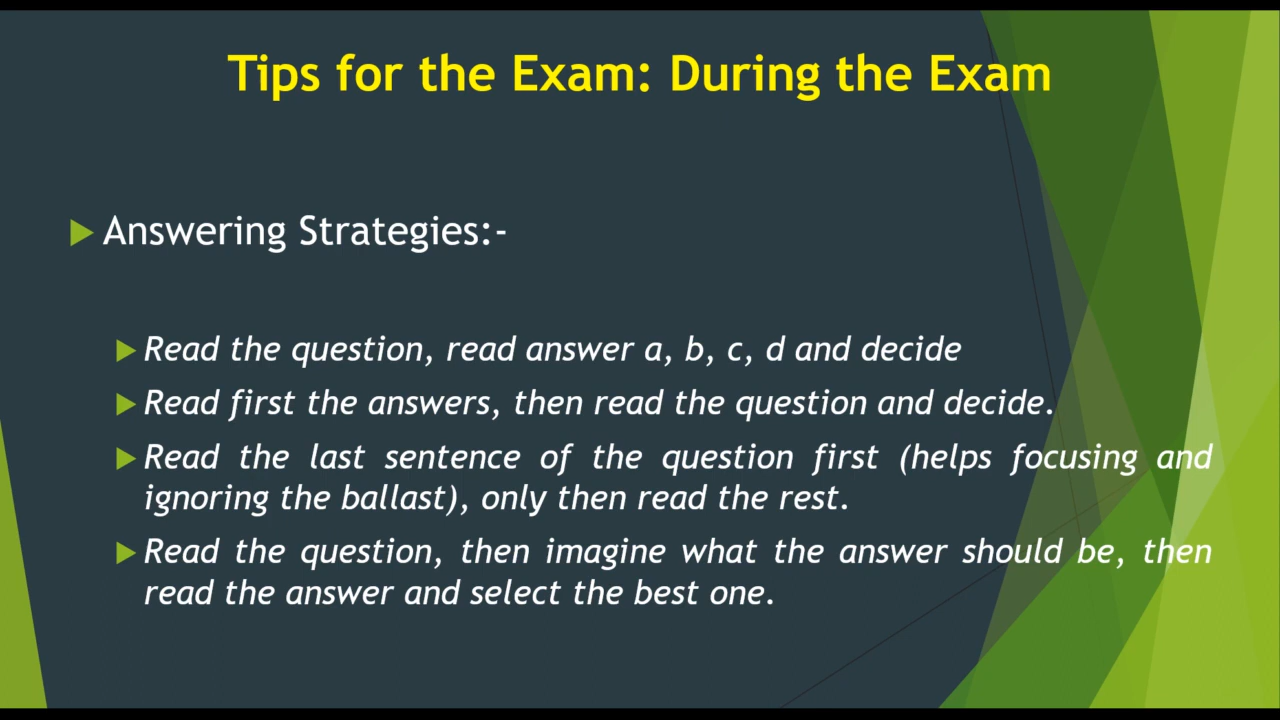 Tips for the Exam: During the Exam
Answering Strategies:-
Read the question, read answer a, b, c, d and decide
Read first the answers, then read the question and decide.
Read the last sentence of the question first (helps focusing and
ignoring the ballast), only then read the rest.
Read the question, then imagine what the answer should be, then
read the answer and select the best one.